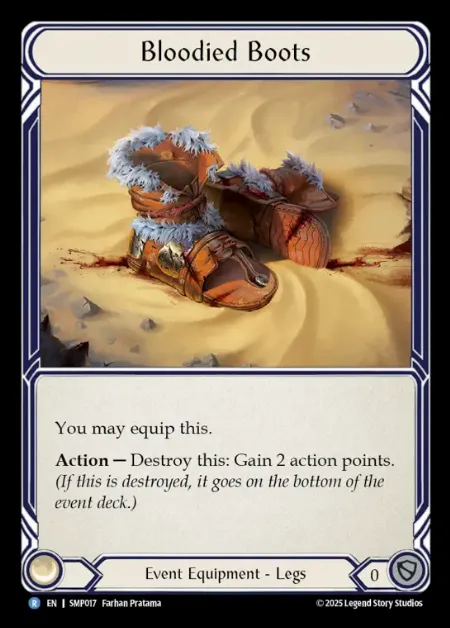 Bloodied Boots
You may equip this.
Action — Destroy this: Gain 2 action points.
(If this is destroyed, it goes on the bottom of the
event deck.)
Event Equipment - Legs
0
R EN | SMP017 Farhan Pratama
© 2025 Legend Story Studios